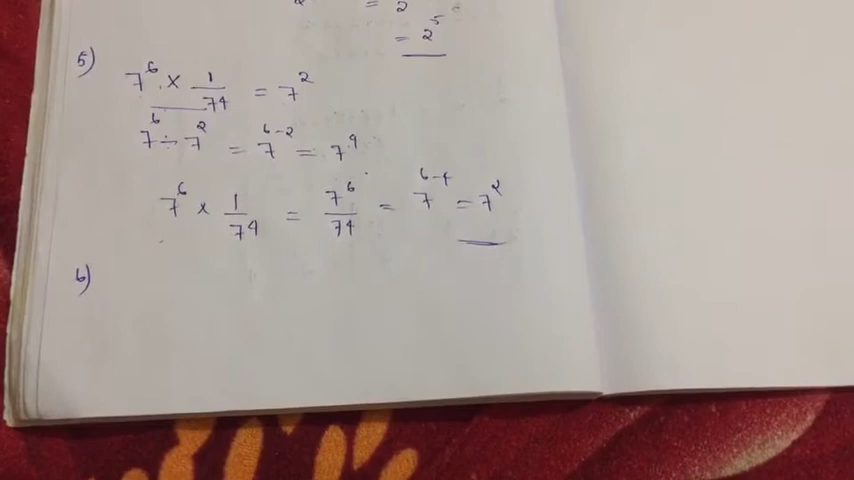 = 2
= 2⁵
5)
7⁶ × 1/7⁴ = 7²
7⁶ ÷ 7² = 7⁶⁻² = 7⁴
7⁶ × 1/7⁴ = 7⁶/7⁴ = 7⁶⁻⁴ = 7²
6)